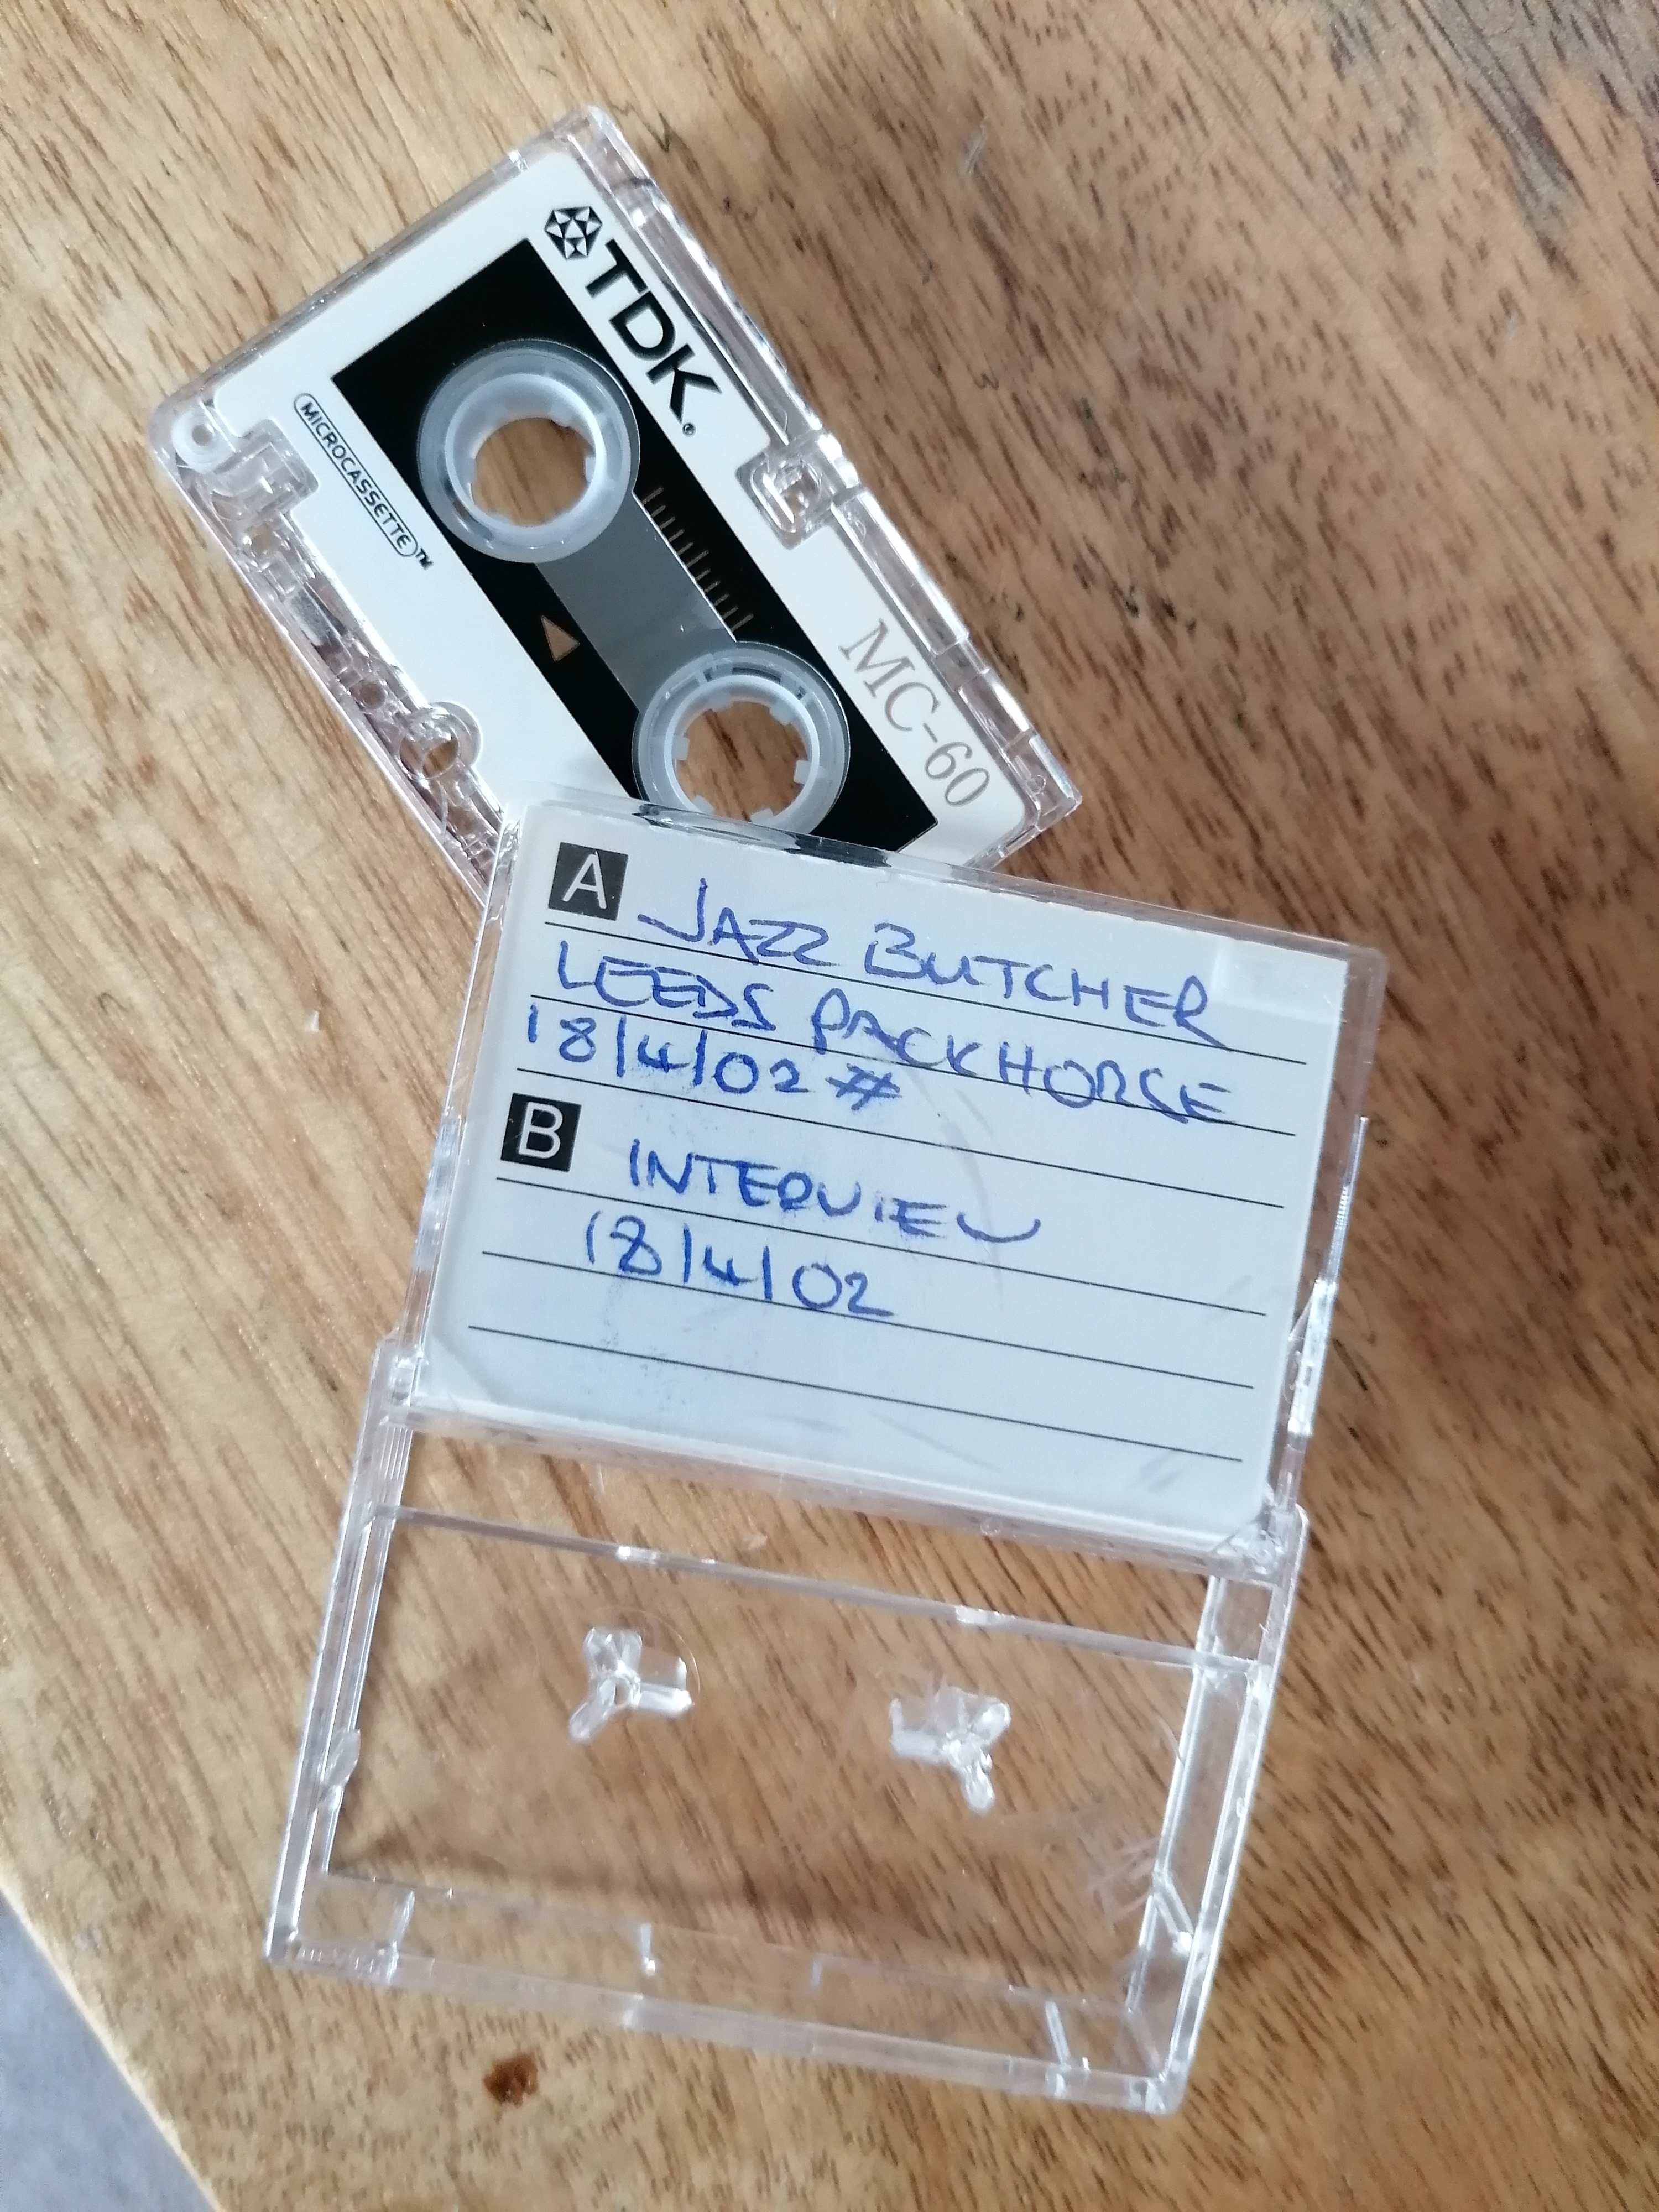 TDK®
MICROCASSETTE™
MC-60
A JAZZ BUTCHER
LEEDS PACKHORSE
18/4/02 #
B INTERVIEW
18/4/02